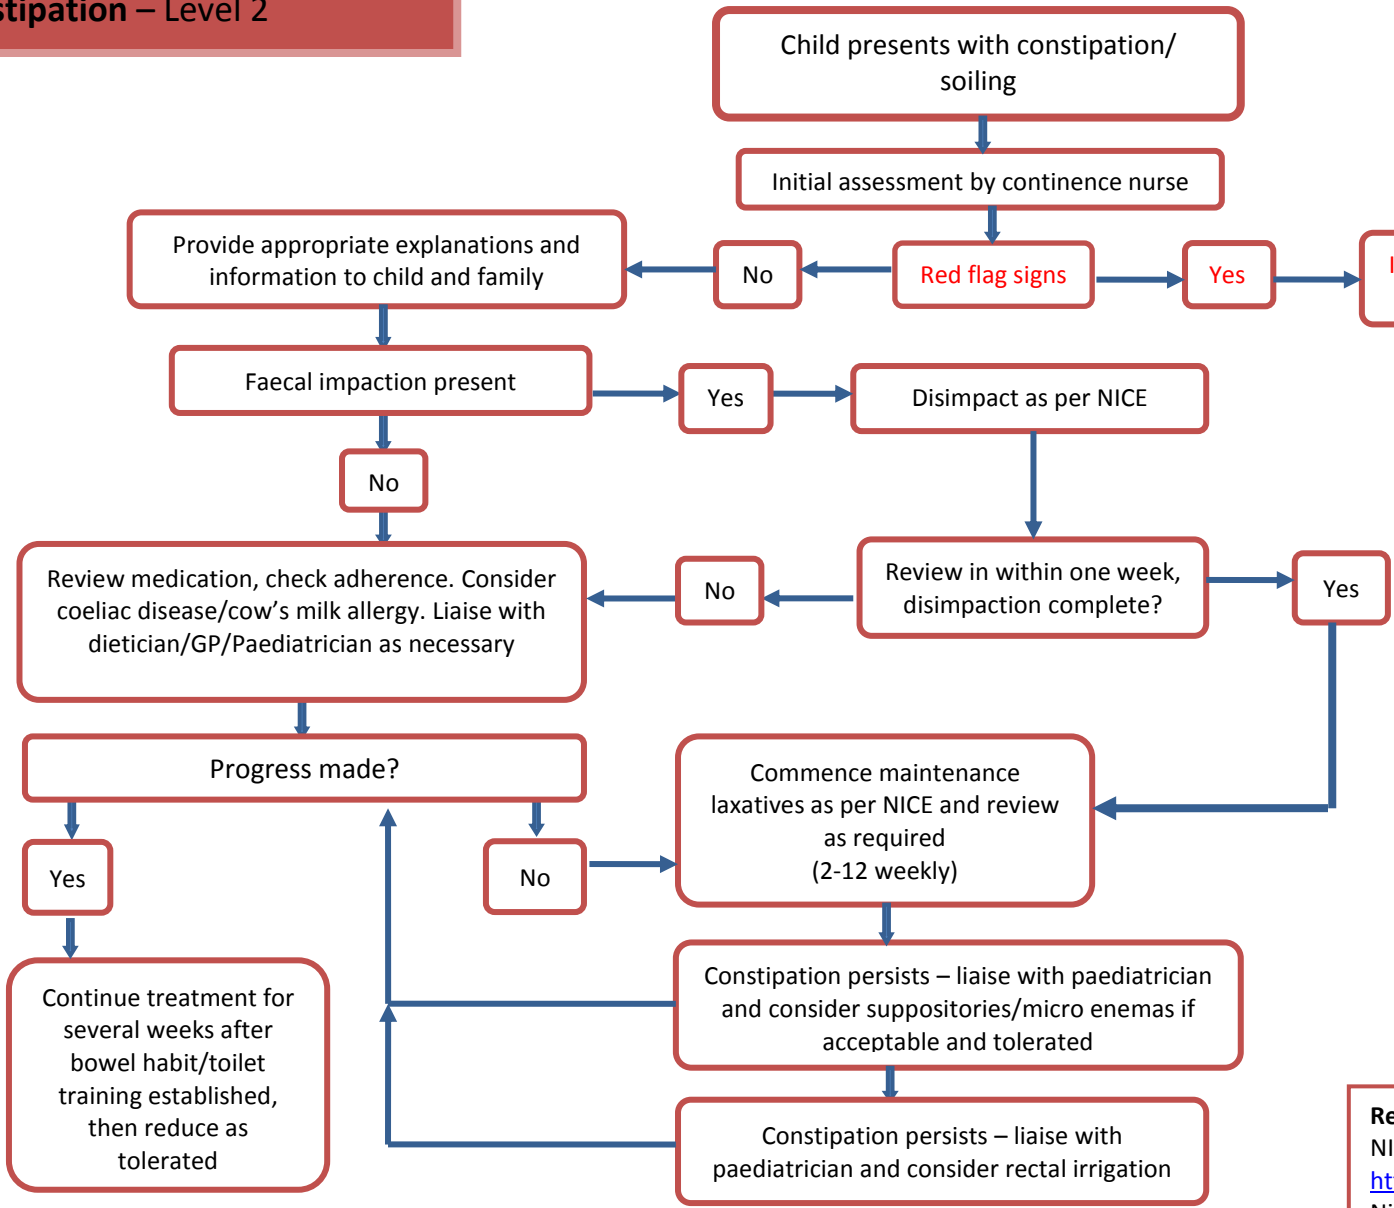 stipation – Level 2
Child presents with constipation/
soiling
Initial assessment by continence nurse
Provide appropriate explanations and
information to child and family
No
Red flag signs
Yes
Faecal impaction present
Yes
Disimpact as per NICE
No
Review medication, check adherence. Consider
coeliac disease/cow’s milk allergy. Liaise with
dietician/GP/Paediatrician as necessary
No
Review in within one week,
disimpaction complete?
Yes
Progress made?
Commence maintenance
laxatives as per NICE and review
as required
(2-12 weekly)
Yes
No
Continue treatment for
several weeks after
bowel habit/toilet
training established,
then reduce as
tolerated
Constipation persists – liaise with paediatrician
and consider suppositories/micro enemas if
acceptable and tolerated
Constipation persists – liaise with
paediatrician and consider rectal irrigation